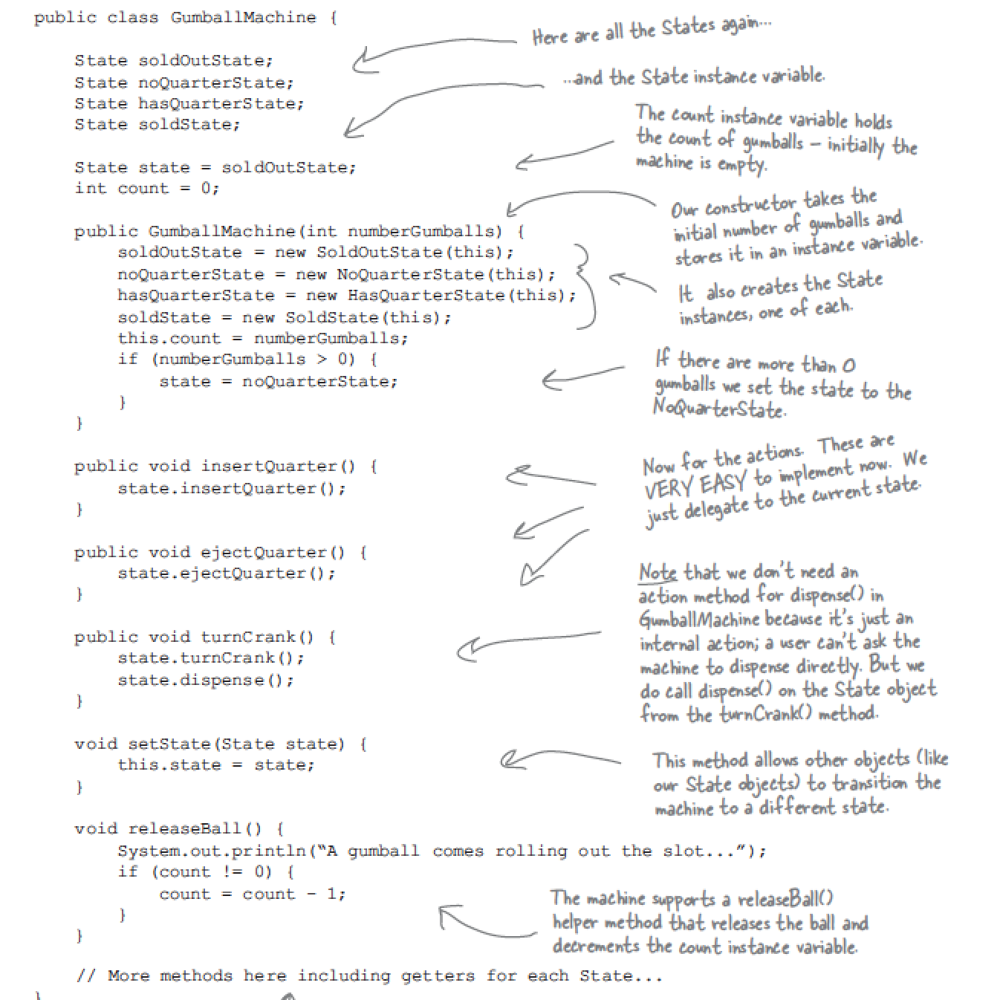 public class GumballMachine {
Here are all the States again...
State soldOutState;
State noQuarterState;
State hasQuarterState;
State soldState;
...and the State instance variable.
The count instance variable holds
the count of gumballs – initially the
machine is empty.
State state = soldOutState;
int count = 0;
Our constructor takes the
initial number of gumballs and
stores it in an instance variable.
It also creates the State
instances, one of each.
public GumballMachine(int numberGumballs) {
soldOutState = new SoldOutState(this);
noQuarterState = new NoQuarterState(this);
hasQuarterState = new HasQuarterState(this);
soldState = new SoldState(this);
this.count = numberGumballs;
if (numberGumballs > 0) {
state = noQuarterState;
}
}
If there are more than 0
gumballs we set the state to the
NoQuarterState.
public void insertQuarter() {
state.insertQuarter();
}
Now for the actions. These are
VERY EASY to implement now. We
just delegate to the current state.
public void ejectQuarter() {
state.ejectQuarter();
}
public void turnCrank() {
state.turnCrank();
state.dispense();
}
Note that we don't need an
action method for dispense() in
GumballMachine because it's just an
internal action; a user can't ask the
machine to dispense directly. But we
do call dispense() on the State object
from the turnCrank() method.
void setState(State state) {
this.state = state;
}
This method allows other objects (like
our State objects) to transition the
machine to a different state.
void releaseBall() {
System.out.println(“A gumball comes rolling out the slot...”);
if (count != 0) {
count = count - 1;
}
}
The machine supports a releaseBall()
helper method that releases the ball and
decrements the count instance variable.
// More methods here including getters for each State...
}